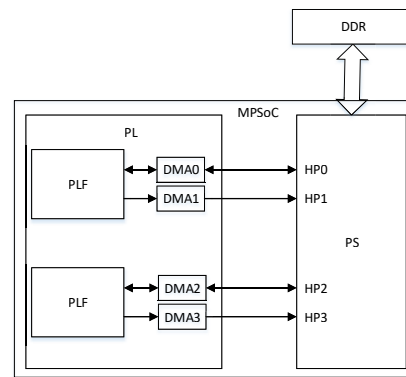 DDR
MPSoC
PL
PLF
DMA0
HP0
DMA1
HP1
PS
PLF
DMA2
HP2
DMA3
HP3